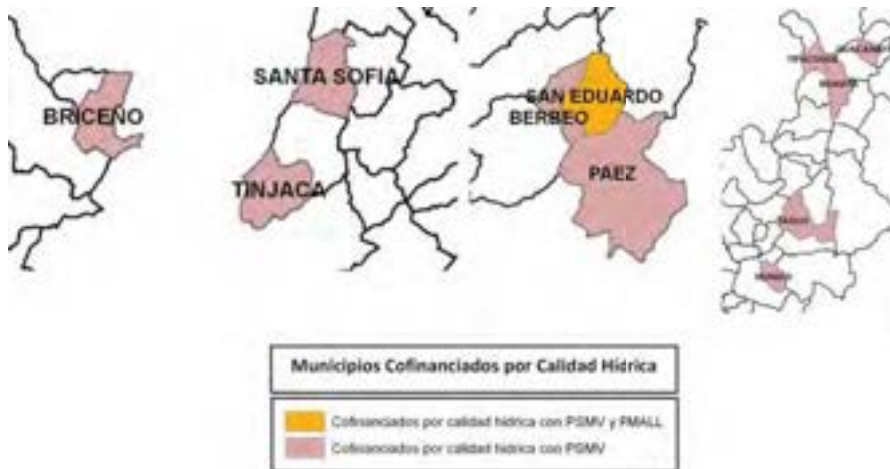 BRICEÑO
SANTA SOFIA
TINJACA
SAN EDUARDO
BERBEO
PAEZ
Municipios Cofinanciados por Calidad Hídrica
Cofinanciados por calidad hídrica con PSMV y PMALL
Cofinanciados por calidad hídrica con PSMV